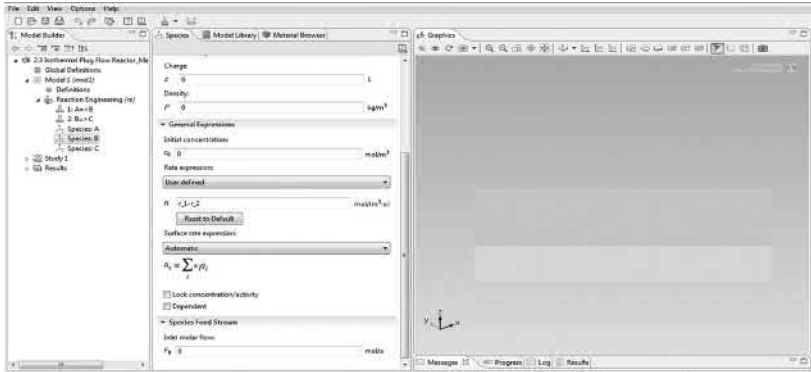 File Edit View Options Help
Model Builder
2.3 Isothermal Plug Flow Reactor_Me
Global Definitions
Model 1 (mod1)
Definitions
Reaction Engineering (re)
1: A=>B
2: B=>C
Species: A
Species: B
Species: C
Study 1
Results
Species Model Library Material Browser
Charge
z 0 1
Density:
ρ 0 kg/m³
General Expressions
Initial concentration:
c₀ 0 mol/m³
Rate expression:
User defined
R r_1-r_2 mol/(m³·s)
Reset to Default
Surface rate expression:
Automatic
Lock concentration/activity
Dependent
Species Feed Stream
Inlet molar flow:
F₀ 0 mol/s
Graphics
z
y x
Messages Progress Log Results